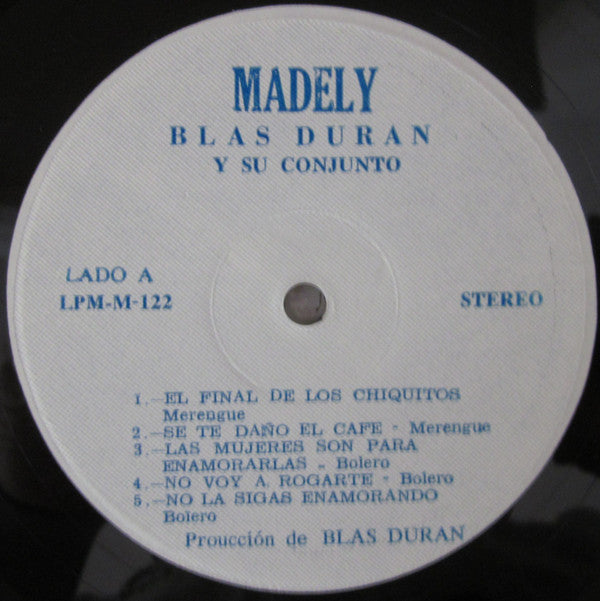 MADELY
BLAS DURAN
Y SU CONJUNTO
LADO A
LPM-M-122
STEREO
1.-EL FINAL DE LOS CHIQUITOS
Merengue
2.-SE TE DAÑO EL CAFE - Merengue
3.-LAS MUJERES SON PARA
ENAMORARLAS - Bolero
4.-NO VOY A ROGARTE - Bolero
5.-NO LA SIGAS ENAMORANDO
Bolero
Proucción de BLAS DURAN